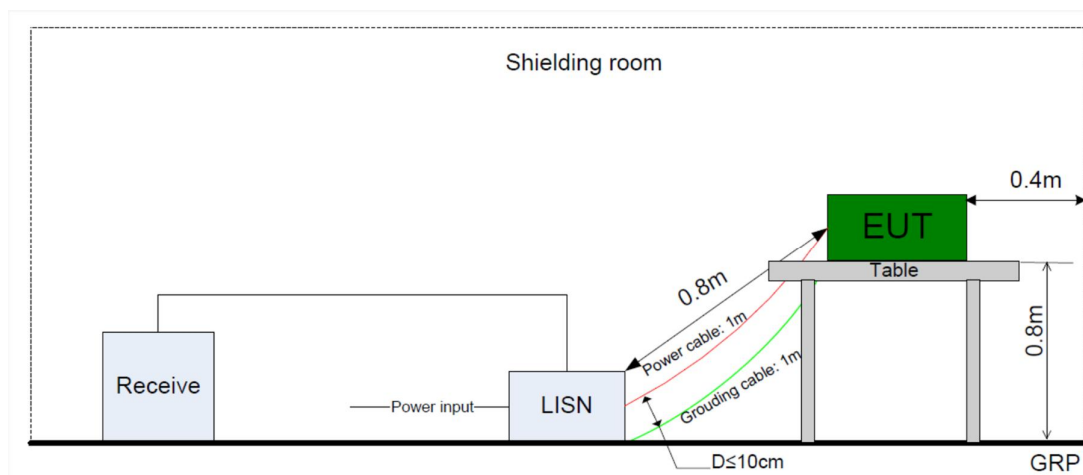 Shielding room
0.4m
EUT
Table
0.8m
0.8m
Power cable: 1m
Grouding cable: 1m
Receive
Power input
LISN
D≤10cm
GRP